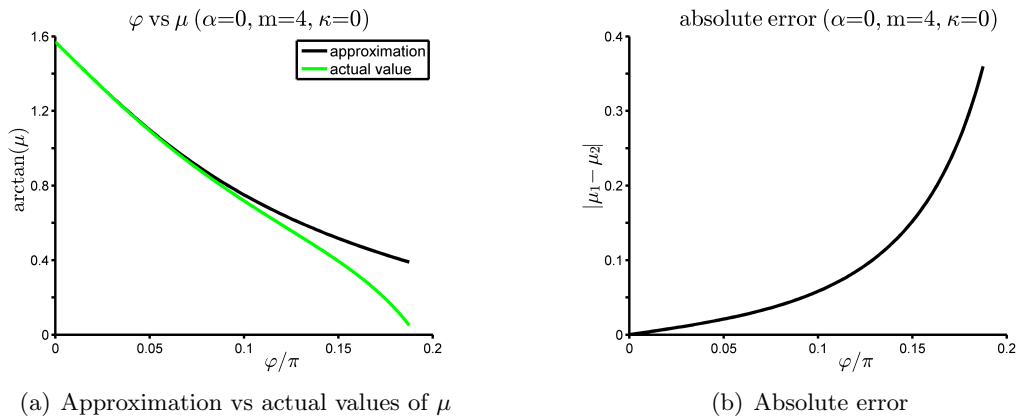 φ vs μ (α=0, m=4, κ=0)
1.6
1.2
0.8
0.4
0
arctan(μ)
approximation
actual value
0 0.05 0.1 0.15 0.2
φ/π
(a) Approximation vs actual values of μ
absolute error (α=0, m=4, κ=0)
0.4
0.3
0.2
0.1
0
|μ₁− μ₂|
0 0.05 0.1 0.15 0.2
φ/π
(b) Absolute error